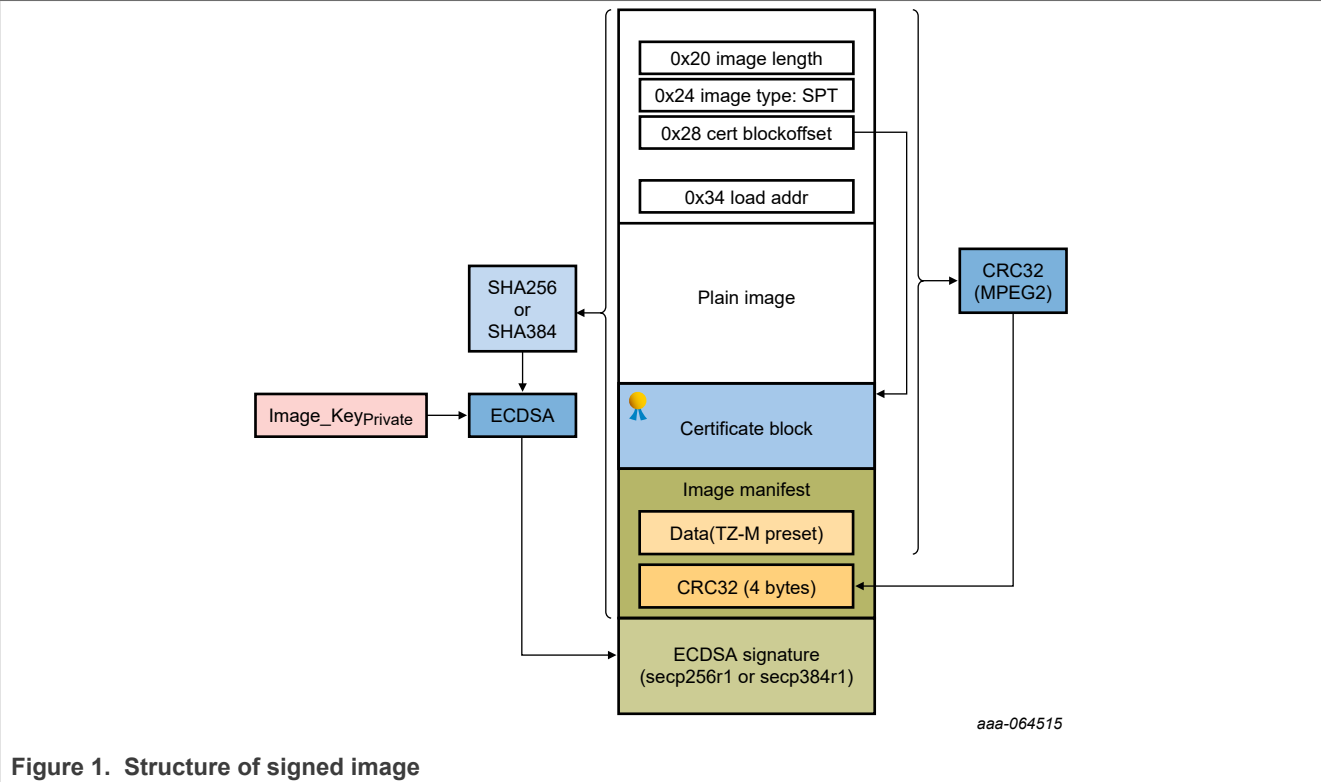 0x20 image length
0x24 image type: SPT
0x28 cert blockoffset
0x34 load addr
Plain image
CRC32
(MPEG2)
SHA256
or
SHA384
Image_KeyPrivate
ECDSA
Certificate block
Image manifest
Data(TZ-M preset)
CRC32 (4 bytes)
ECDSA signature
(secp256r1 or secp384r1)
aaa-064515
Figure 1. Structure of signed image